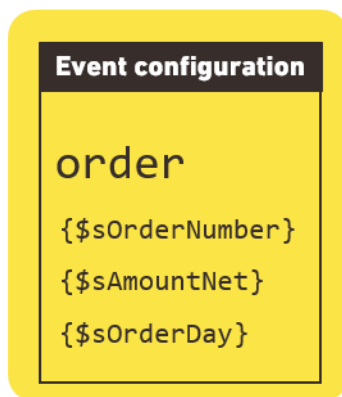 Event configuration
order
{$sOrderNumber}
{$sAmountNet}
{$sOrderDay}